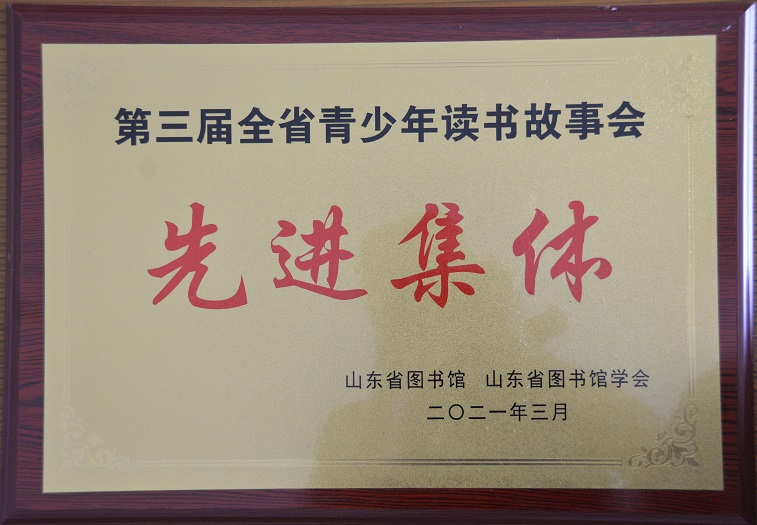 第三届全省青少年读书故事会
先进集体
山东省图书馆 山东省图书馆学会
二〇二一年三月